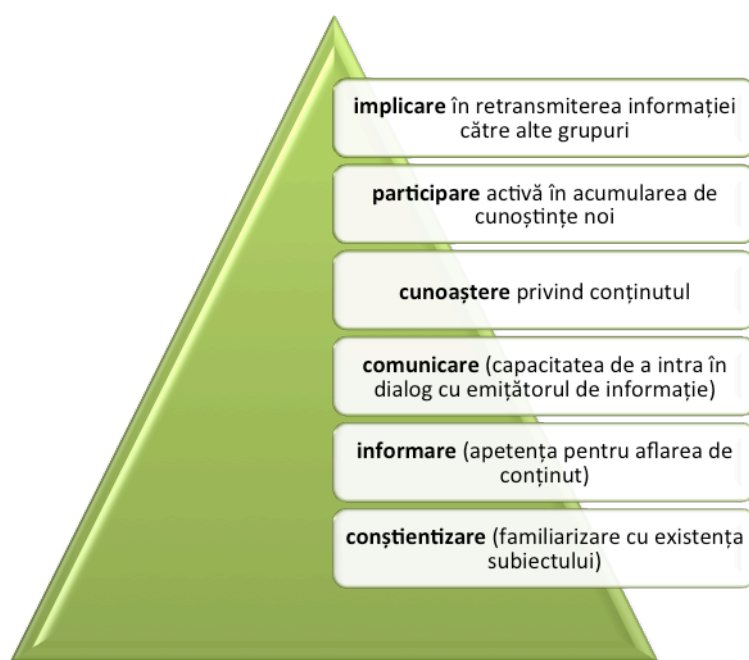 implicare în retransmiterea informației
către alte grupuri
participare activă în acumularea de
cunoștințe noi
cunoaștere privind conținutul
comunicare (capacitatea de a intra în
dialog cu emițătorul de informație)
informare (apetența pentru aflarea de
conținut)
conștientizare (familiarizare cu existența
subiectului)